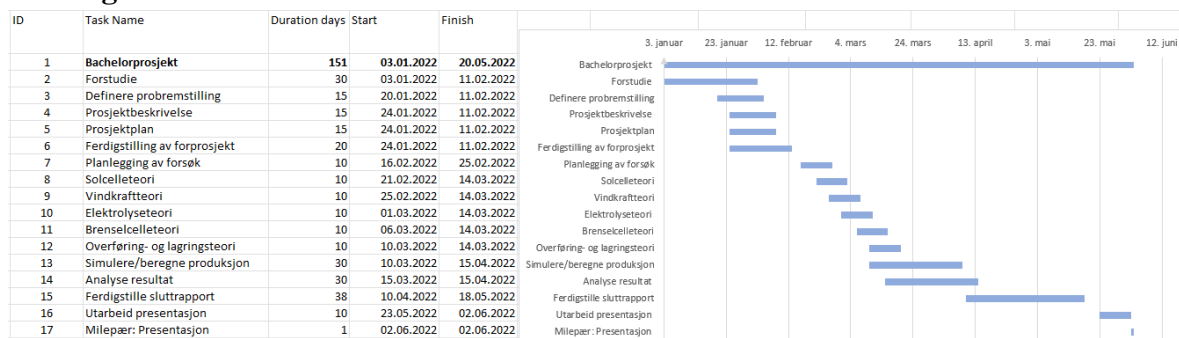 ID Task Name Duration days Start Finish
1 Bachelorprosjekt 151 03.01.2022 20.05.2022
2 Forstudie 30 03.01.2022 11.02.2022
3 Definere probremstilling 15 20.01.2022 11.02.2022
4 Prosjektbeskrivelse 15 24.01.2022 11.02.2022
5 Prosjektplan 15 24.01.2022 11.02.2022
6 Ferdigstilling av forprosjekt 20 24.01.2022 11.02.2022
7 Planlegging av forsøk 10 16.02.2022 25.02.2022
8 Solcelleteori 10 21.02.2022 14.03.2022
9 Vindkraftteori 10 25.02.2022 14.03.2022
10 Elektrolyseteori 10 01.03.2022 14.03.2022
11 Brenselcelleteori 10 06.03.2022 14.03.2022
12 Overføring- og lagringsteori 10 10.03.2022 14.03.2022
13 Simulere/beregne produksjon 30 10.03.2022 15.04.2022
14 Analyse resultat 30 15.03.2022 15.04.2022
15 Ferdigstille sluttrapport 38 10.04.2022 18.05.2022
16 Utarbeid presentasjon 10 23.05.2022 02.06.2022
17 Milepær: Presentasjon 1 02.06.2022 02.06.2022
3. januar 23. januar 12. februar 4. mars 24. mars 13. april 3. mai 23. mai 12. juni
Bachelorprosjekt
Forstudie
Definere probremstilling
Prosjektbeskrivelse
Prosjektplan
Ferdigstilling av forprosjekt
Planlegging av forsøk
Solcelleteori
Vindkraftteori
Elektrolyseteori
Brenselcelleteori
Overføring- og lagringsteori
Simulere/beregne produksjon
Analyse resultat
Ferdigstille sluttrapport
Utarbeid presentasjon
Milepær: Presentasjon